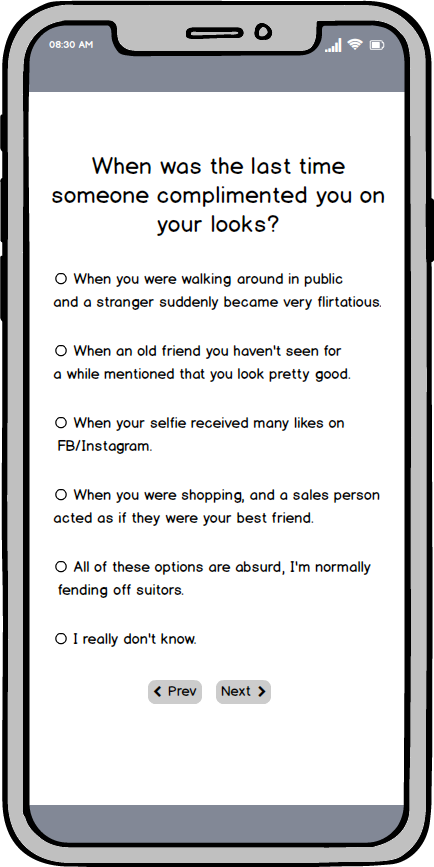 08:30 AM
When was the last time
someone complimented you on
your looks?
When you were walking around in public
and a stranger suddenly became very flirtatious.
When an old friend you haven't seen for
a while mentioned that you look pretty good.
When your selfie received many likes on
FB/Instagram.
When you were shopping, and a sales person
acted as if they were your best friend.
All of these options are absurd, I'm normally
fending off suitors.
I really don't know.
Prev Next